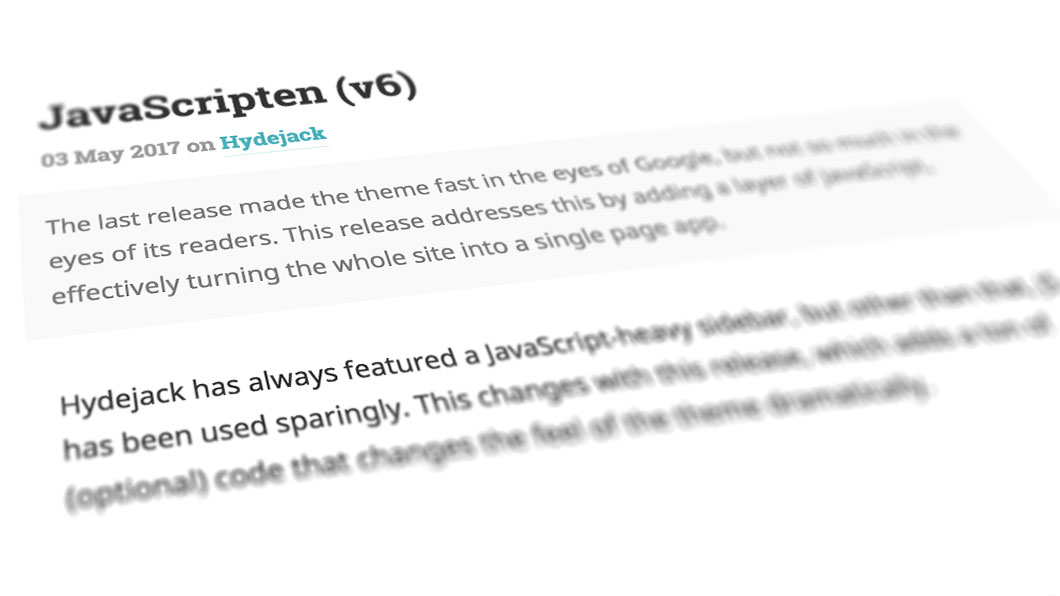 JavaScripten (v6)
03 May 2017 on Hydejack
The last release made the theme fast in the eyes of Google, but not so much in the
eyes of its readers. This release addresses this by adding a layer of JavaScript,
effectively turning the whole site into a single page app.
Hydejack has always featured a JavaScript-heavy sidebar, but other than that,
has been used sparingly. This changes with this release, which adds a ton of
(optional) code that changes the feel of the theme dramatically.